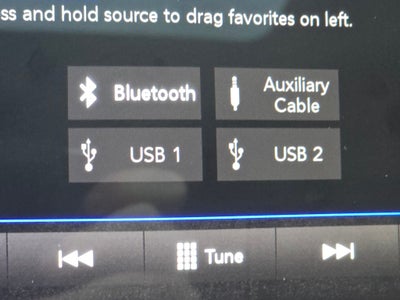 ss and hold source to drag favorites on left.
Bluetooth
Auxiliary
Cable
USB 1
USB 2
Tune